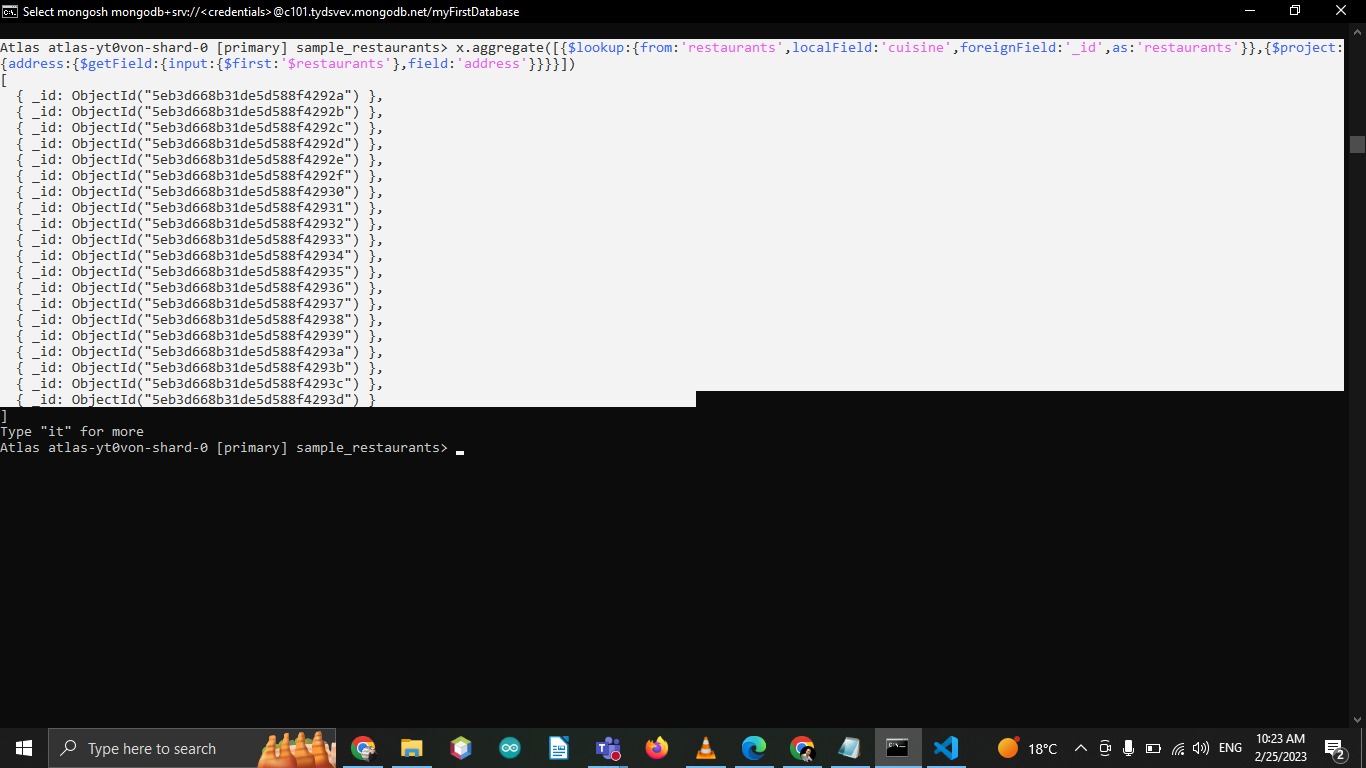 Select mongosh mongodb+srv://<credentials>@c101.tydsvev.mongodb.net/myFirstDatabase
Atlas atlas-yt0von-shard-0 [primary] sample_restaurants> x.aggregate([{$lookup:{from:'restaurants',localField:'cuisine',foreignField:'_id',as:'restaurants'}},{$project:
{address:{$getField:{input:{$first:'$restaurants'},field:'address'}}}}])
[
  { _id: ObjectId("5eb3d668b31de5d588f4292a") },
  { _id: ObjectId("5eb3d668b31de5d588f4292b") },
  { _id: ObjectId("5eb3d668b31de5d588f4292c") },
  { _id: ObjectId("5eb3d668b31de5d588f4292d") },
  { _id: ObjectId("5eb3d668b31de5d588f4292e") },
  { _id: ObjectId("5eb3d668b31de5d588f4292f") },
  { _id: ObjectId("5eb3d668b31de5d588f42930") },
  { _id: ObjectId("5eb3d668b31de5d588f42931") },
  { _id: ObjectId("5eb3d668b31de5d588f42932") },
  { _id: ObjectId("5eb3d668b31de5d588f42933") },
  { _id: ObjectId("5eb3d668b31de5d588f42934") },
  { _id: ObjectId("5eb3d668b31de5d588f42935") },
  { _id: ObjectId("5eb3d668b31de5d588f42936") },
  { _id: ObjectId("5eb3d668b31de5d588f42937") },
  { _id: ObjectId("5eb3d668b31de5d588f42938") },
  { _id: ObjectId("5eb3d668b31de5d588f42939") },
  { _id: ObjectId("5eb3d668b31de5d588f4293a") },
  { _id: ObjectId("5eb3d668b31de5d588f4293b") },
  { _id: ObjectId("5eb3d668b31de5d588f4293c") },
  { _id: ObjectId("5eb3d668b31de5d588f4293d") }
]
Type "it" for more
Atlas atlas-yt0von-shard-0 [primary] sample_restaurants>
Type here to search
18°C
ENG
10:23 AM
2/25/2023
2